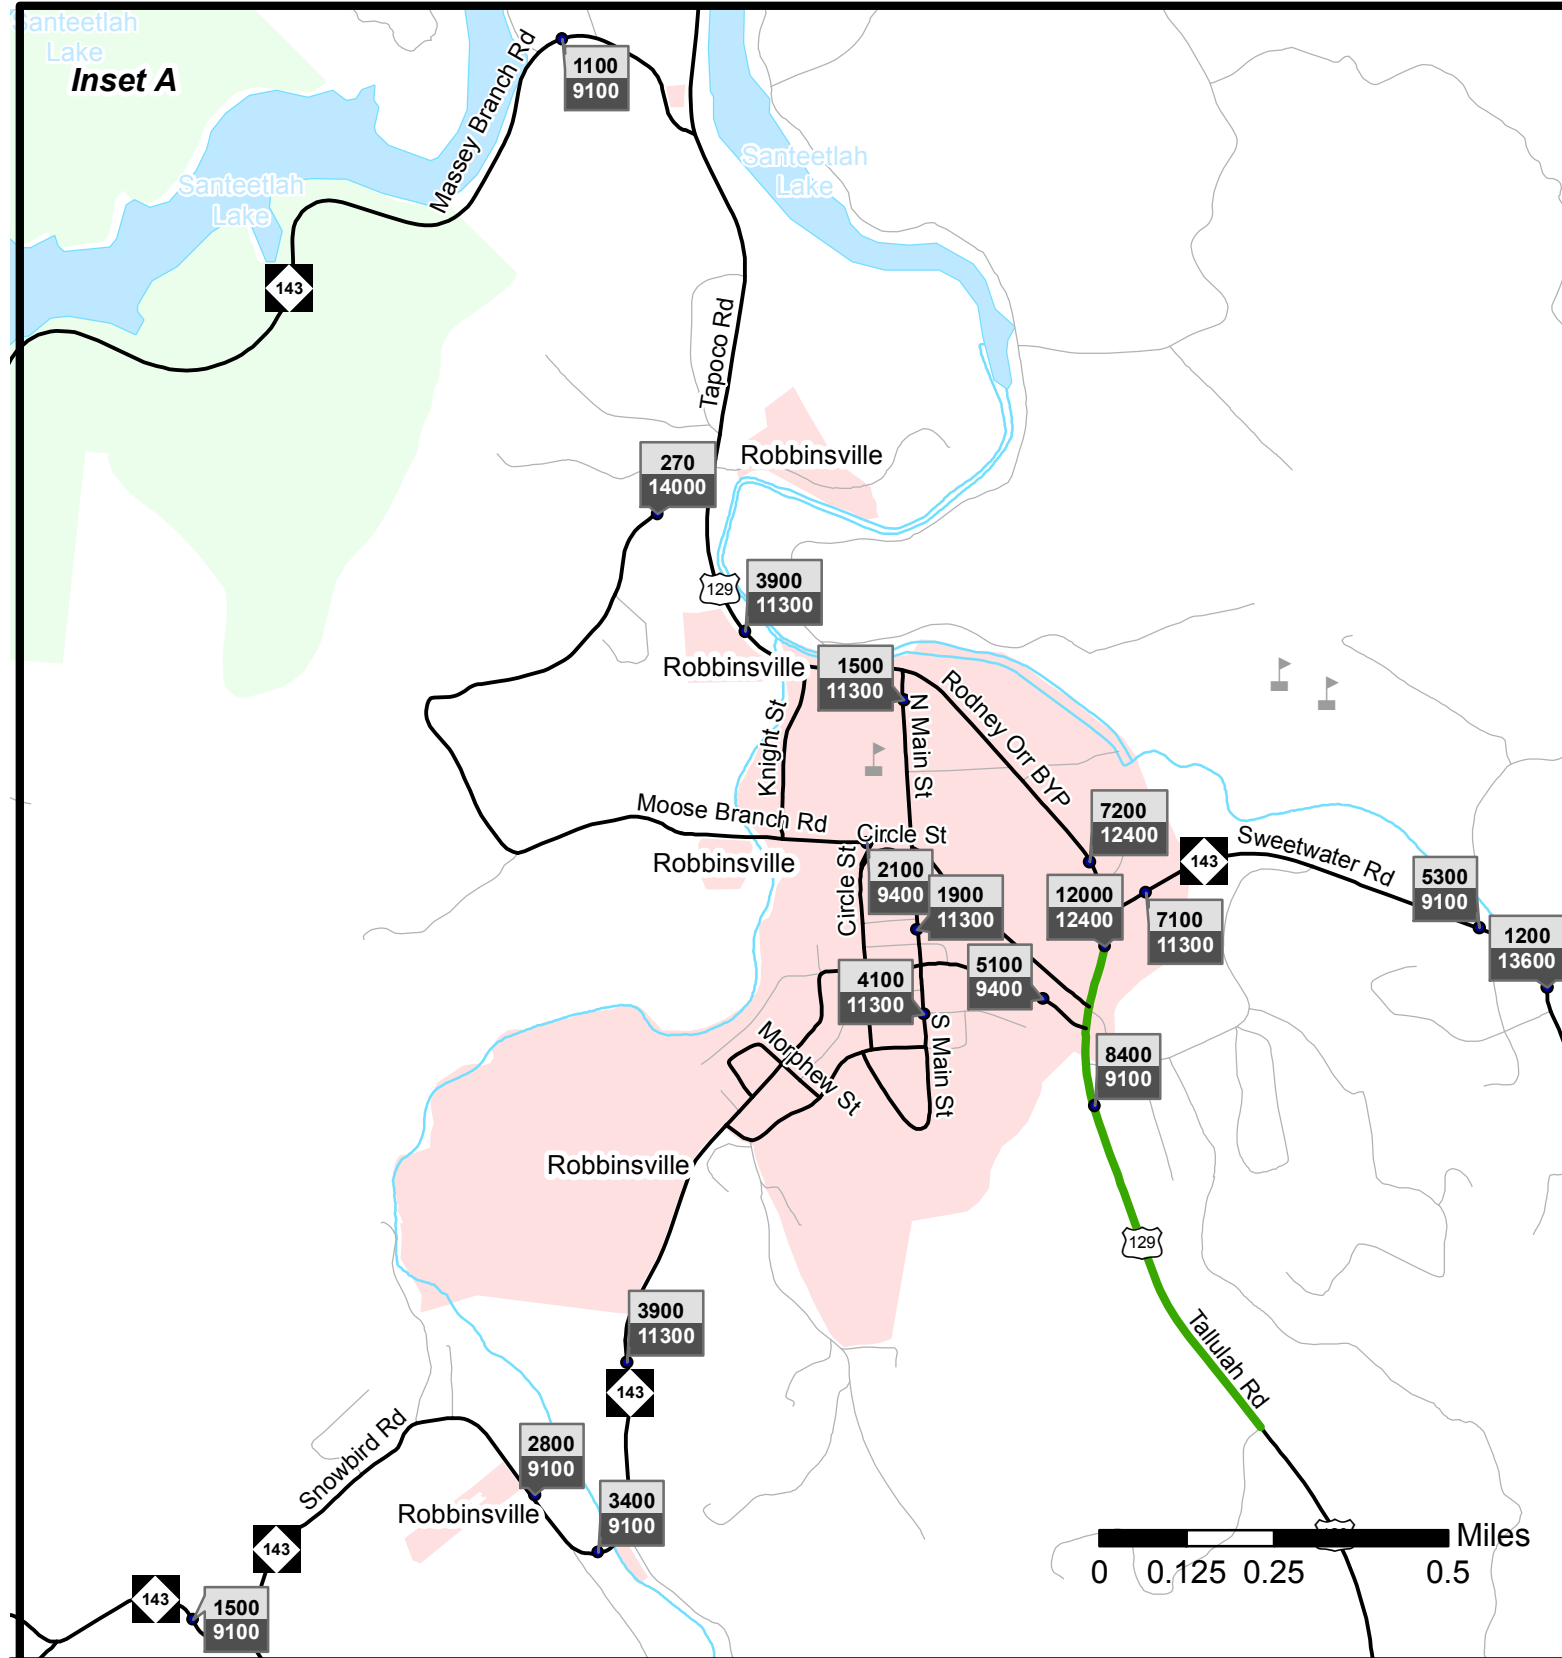 Santeetlah
Lake
Inset A
Massey Branch Rd
1100
9100
Santeetlah
Lake
Santeetlah
Lake
143
Tapoco Rd
270
14000
Robbinsville
129
3900
11300
Robbinsville
1500
11300
N Main St
Rodney Orr BYP
Knight St
Moose Branch Rd
Circle St
Robbinsville
Circle St
2100
9400
1900
11300
7200
12400
143
Sweetwater Rd
12000
12400
7100
11300
5300
9100
1200
13600
4100
11300
5100
9400
S Main St
Morphew St
8400
9100
Robbinsville
129
3900
11300
143
Tallulah Rd
Snowbird Rd
2800
9100
Robbinsville
3400
9100
143
143
1500
9100
Miles
0 0.125 0.25 0.5